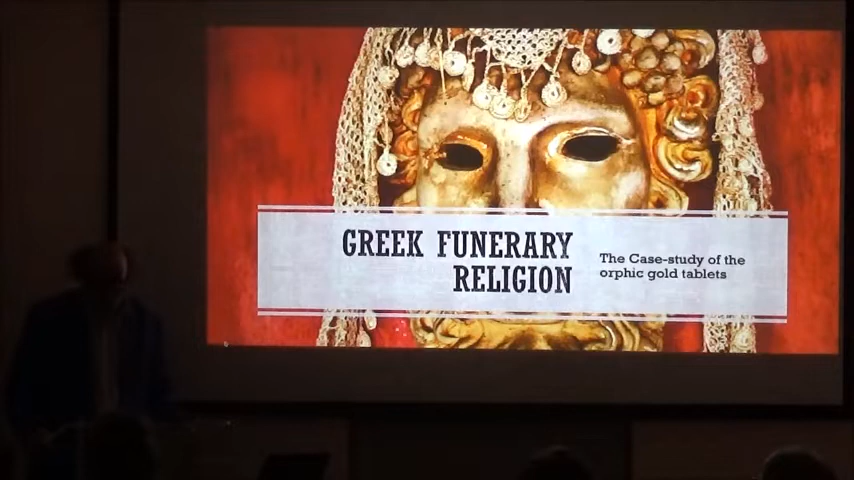 GREEK FUNERARY
RELIGION
The Case-study of the
orphic gold tablets